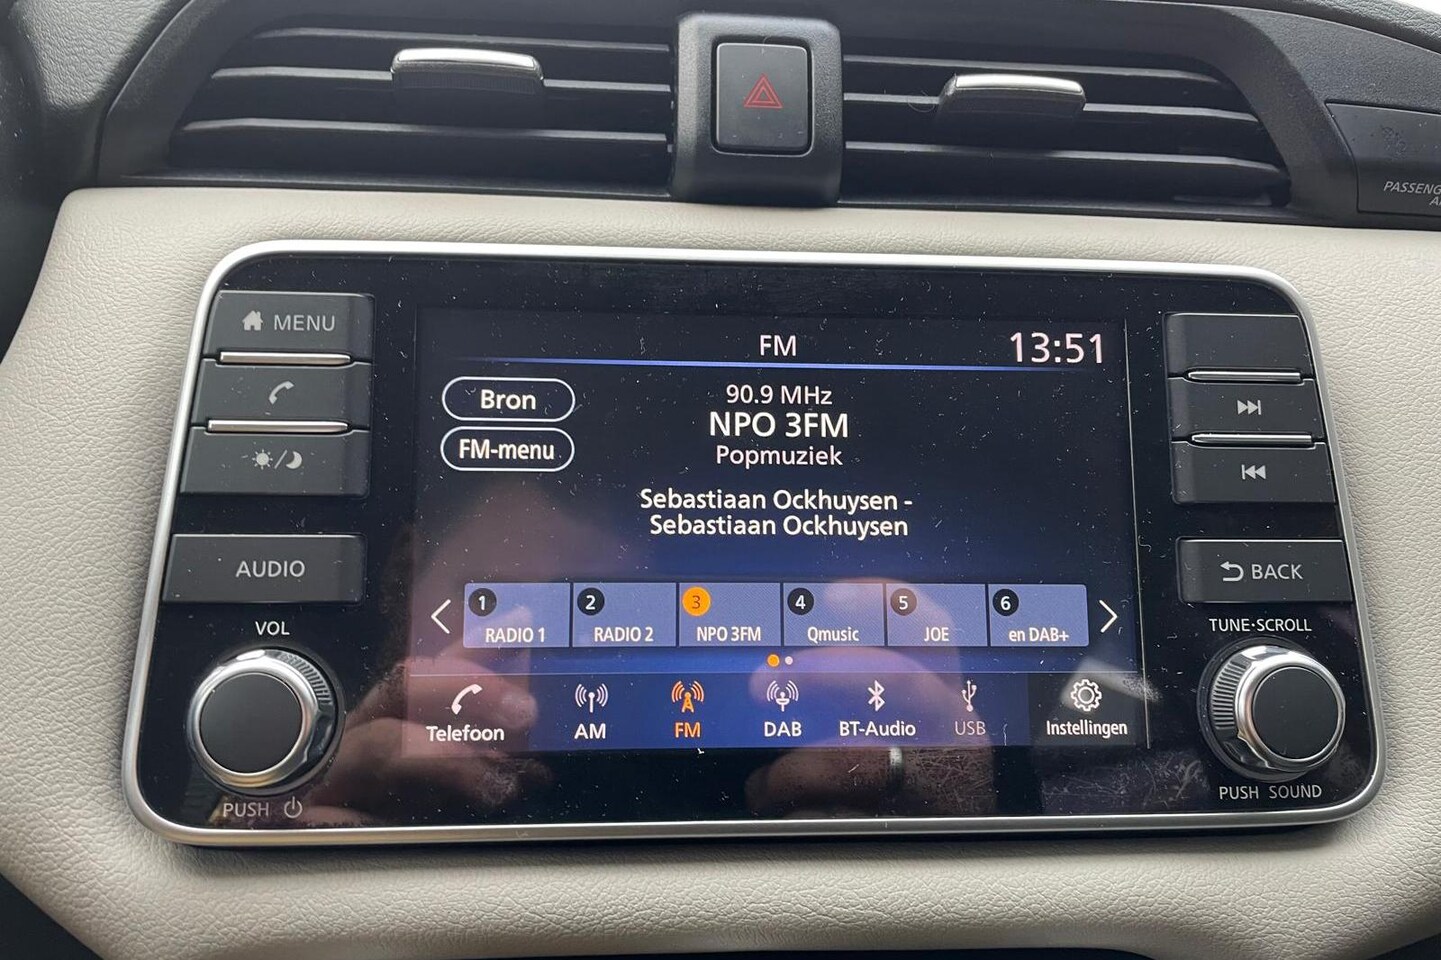 PASSENG
MENU
FM
13:51
Bron
FM-menu
90.9 MHz
NPO 3FM
Popmuziek
Sebastiaan Ockhuysen -
Sebastiaan Ockhuysen
AUDIO
BACK
VOL
TUNE·SCROLL
1 2 3 4 5 6
RADIO 1 RADIO 2 NPO 3FM Qmusic JOE en DAB+
Telefoon AM FM DAB BT-Audio USB Instellingen
PUSH
PUSH SOUND